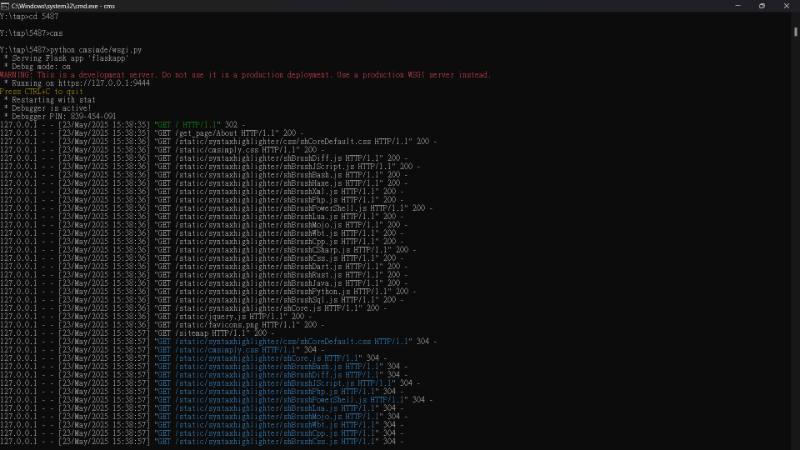 C:\Windows\system32\cmd.exe - cms
Y:\tmp>cd 5487
Y:\tmp\5487>cms
Y:\tmp\5487>python cmsimde/wsgi.py
* Serving Flask app 'flaskapp'
* Debug mode: on
WARNING: This is a development server. Do not use it in a production deployment. Use a production WSGI server instead.
* Running on https://127.0.0.1:9444
Press CTRL+C to quit
* Restarting with stat
* Debugger is active!
* Debugger PIN: 839-454-091
127.0.0.1 - - [23/May/2025 15:38:35] "GET / HTTP/1.1" 302 -
127.0.0.1 - - [23/May/2025 15:38:35] "GET /get_page/About HTTP/1.1" 200 -
127.0.0.1 - - [23/May/2025 15:38:36] "GET /static/syntaxhighlighter/css/shCoreDefault.css HTTP/1.1" 200 -
127.0.0.1 - - [23/May/2025 15:38:36] "GET /static/cmsimply.css HTTP/1.1" 200 -
127.0.0.1 - - [23/May/2025 15:38:36] "GET /static/syntaxhighlighter/shBrushDiff.js HTTP/1.1" 200 -
127.0.0.1 - - [23/May/2025 15:38:36] "GET /static/syntaxhighlighter/shBrushJScript.js HTTP/1.1" 200 -
127.0.0.1 - - [23/May/2025 15:38:36] "GET /static/syntaxhighlighter/shBrushBash.js HTTP/1.1" 200 -
127.0.0.1 - - [23/May/2025 15:38:36] "GET /static/syntaxhighlighter/shBrushHaxe.js HTTP/1.1" 200 -
127.0.0.1 - - [23/May/2025 15:38:36] "GET /static/syntaxhighlighter/shBrushXml.js HTTP/1.1" 200 -
127.0.0.1 - - [23/May/2025 15:38:36] "GET /static/syntaxhighlighter/shBrushPhp.js HTTP/1.1" 200 -
127.0.0.1 - - [23/May/2025 15:38:36] "GET /static/syntaxhighlighter/shBrushPowerShell.js HTTP/1.1" 200 -
127.0.0.1 - - [23/May/2025 15:38:36] "GET /static/syntaxhighlighter/shBrushLua.js HTTP/1.1" 200 -
127.0.0.1 - - [23/May/2025 15:38:36] "GET /static/syntaxhighlighter/shBrushMojo.js HTTP/1.1" 200 -
127.0.0.1 - - [23/May/2025 15:38:36] "GET /static/syntaxhighlighter/shBrushWbt.js HTTP/1.1" 200 -
127.0.0.1 - - [23/May/2025 15:38:36] "GET /static/syntaxhighlighter/shBrushCpp.js HTTP/1.1" 200 -
127.0.0.1 - - [23/May/2025 15:38:36] "GET /static/syntaxhighlighter/shBrushCSharp.js HTTP/1.1" 200 -
127.0.0.1 - - [23/May/2025 15:38:36] "GET /static/syntaxhighlighter/shBrushCss.js HTTP/1.1" 200 -
127.0.0.1 - - [23/May/2025 15:38:36] "GET /static/syntaxhighlighter/shBrushDart.js HTTP/1.1" 200 -
127.0.0.1 - - [23/May/2025 15:38:36] "GET /static/syntaxhighlighter/shBrushRust.js HTTP/1.1" 200 -
127.0.0.1 - - [23/May/2025 15:38:36] "GET /static/syntaxhighlighter/shBrushJava.js HTTP/1.1" 200 -
127.0.0.1 - - [23/May/2025 15:38:36] "GET /static/syntaxhighlighter/shBrushPython.js HTTP/1.1" 200 -
127.0.0.1 - - [23/May/2025 15:38:36] "GET /static/syntaxhighlighter/shBrushSql.js HTTP/1.1" 200 -
127.0.0.1 - - [23/May/2025 15:38:36] "GET /static/syntaxhighlighter/shCore.js HTTP/1.1" 200 -
127.0.0.1 - - [23/May/2025 15:38:36] "GET /static/jquery.js HTTP/1.1" 200 -
127.0.0.1 - - [23/May/2025 15:38:36] "GET /static/favicons.png HTTP/1.1" 200 -
127.0.0.1 - - [23/May/2025 15:38:57] "GET /sitemap HTTP/1.1" 200 -
127.0.0.1 - - [23/May/2025 15:38:57] "GET /static/syntaxhighlighter/css/shCoreDefault.css HTTP/1.1" 304 -
127.0.0.1 - - [23/May/2025 15:38:57] "GET /static/cmsimply.css HTTP/1.1" 304 -
127.0.0.1 - - [23/May/2025 15:38:57] "GET /static/syntaxhighlighter/shCore.js HTTP/1.1" 304 -
127.0.0.1 - - [23/May/2025 15:38:57] "GET /static/syntaxhighlighter/shBrushBash.js HTTP/1.1" 304 -
127.0.0.1 - - [23/May/2025 15:38:57] "GET /static/syntaxhighlighter/shBrushDiff.js HTTP/1.1" 304 -
127.0.0.1 - - [23/May/2025 15:38:57] "GET /static/syntaxhighlighter/shBrushJScript.js HTTP/1.1" 304 -
127.0.0.1 - - [23/May/2025 15:38:57] "GET /static/syntaxhighlighter/shBrushPhp.js HTTP/1.1" 304 -
127.0.0.1 - - [23/May/2025 15:38:57] "GET /static/syntaxhighlighter/shBrushPowerShell.js HTTP/1.1" 304 -
127.0.0.1 - - [23/May/2025 15:38:57] "GET /static/syntaxhighlighter/shBrushLua.js HTTP/1.1" 304 -
127.0.0.1 - - [23/May/2025 15:38:57] "GET /static/syntaxhighlighter/shBrushMojo.js HTTP/1.1" 304 -
127.0.0.1 - - [23/May/2025 15:38:57] "GET /static/syntaxhighlighter/shBrushWbt.js HTTP/1.1" 304 -
127.0.0.1 - - [23/May/2025 15:38:57] "GET /static/syntaxhighlighter/shBrushCpp.js HTTP/1.1" 304 -
127.0.0.1 - - [23/May/2025 15:38:57] "GET /static/syntaxhighlighter/shBrushCss.js HTTP/1.1" 304 -